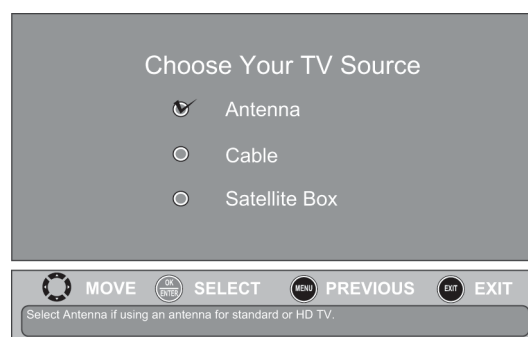 Choose Your TV Source
Antenna
Cable
Satellite Box
MOVE OK ENTER SELECT MENU PREVIOUS EXIT EXIT
Select Antenna if using an antenna for standard or HD TV.